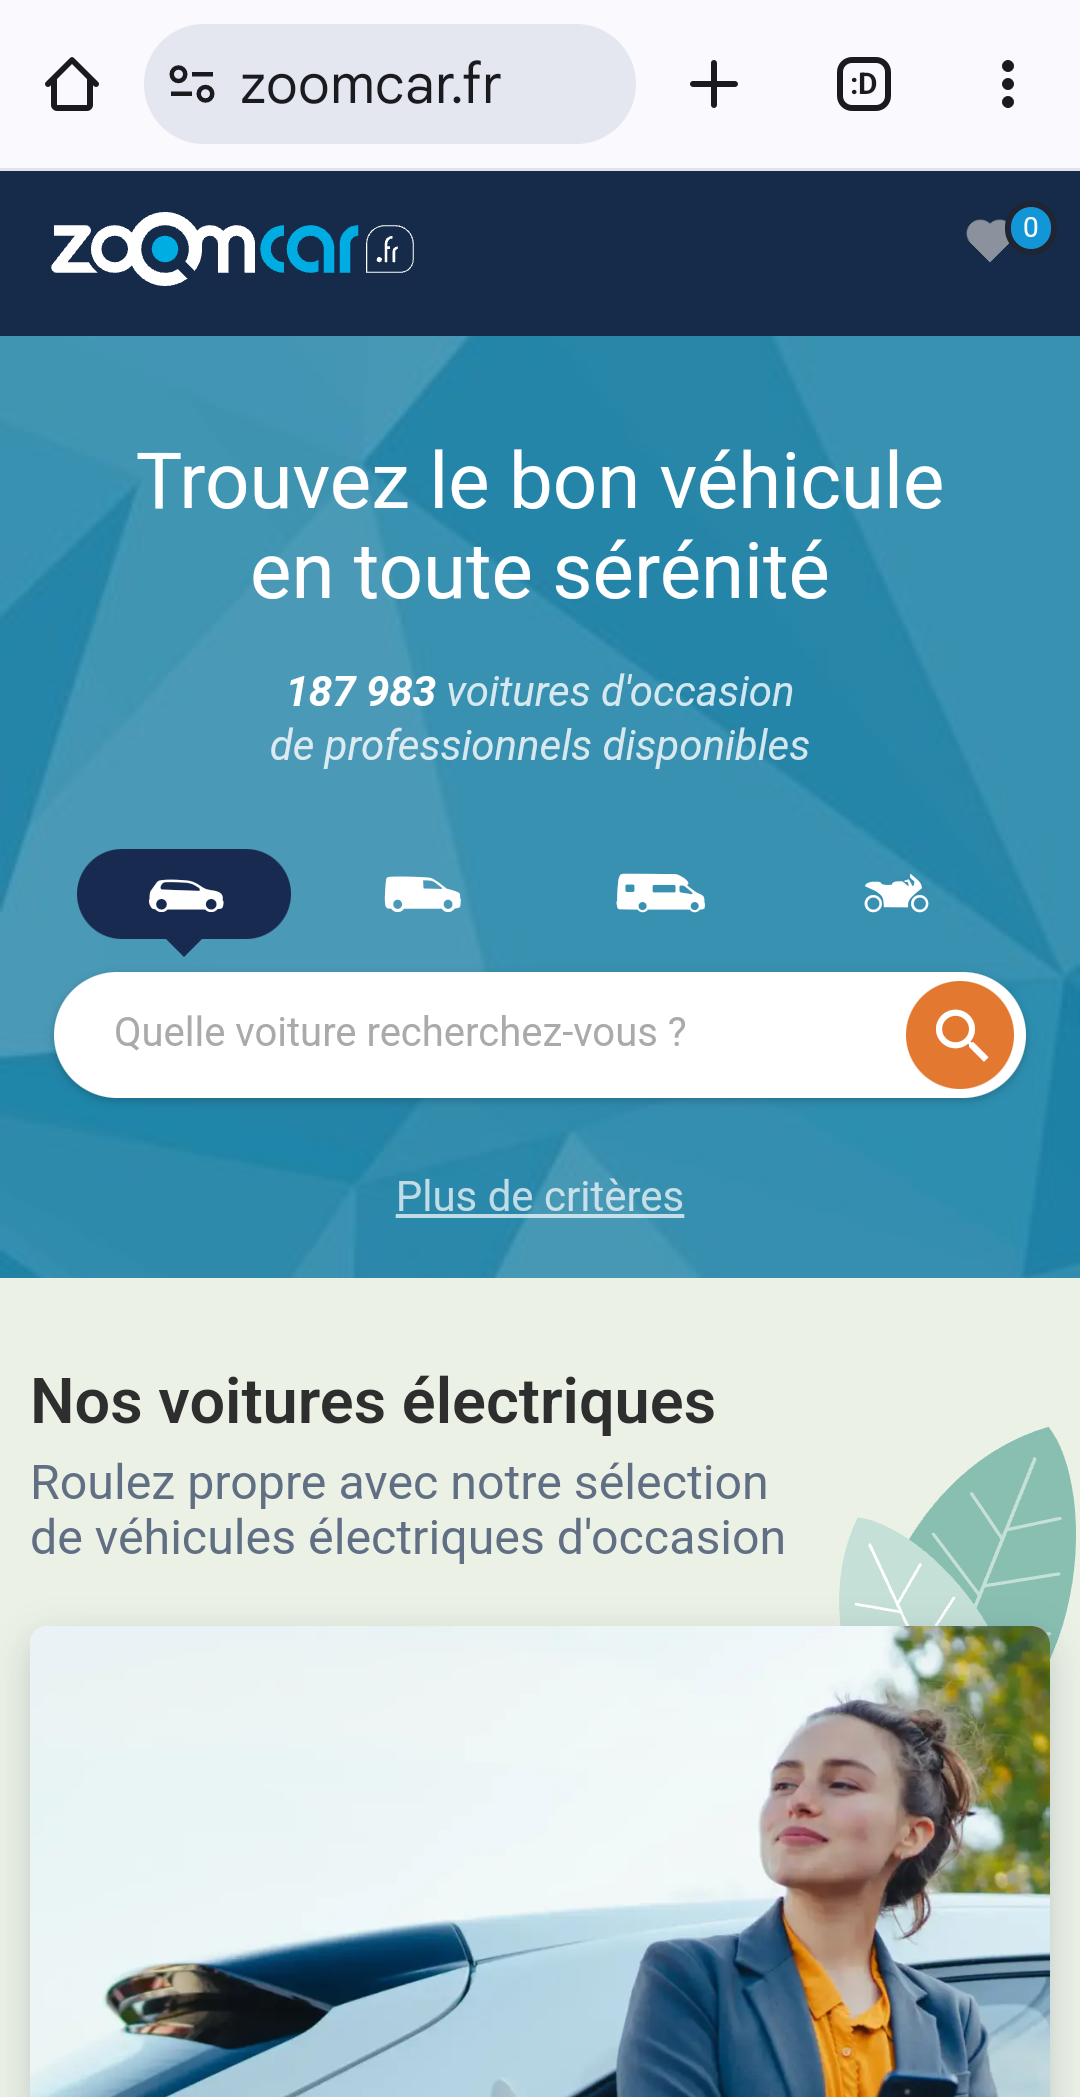 zoomcar.fr
:D
zoomcar .fr
0
Trouvez le bon véhicule
en toute sérénité
187 983 voitures d'occasion
de professionnels disponibles
Quelle voiture recherchez-vous ?
Plus de critères
Nos voitures électriques
Roulez propre avec notre sélection
de véhicules électriques d'occasion